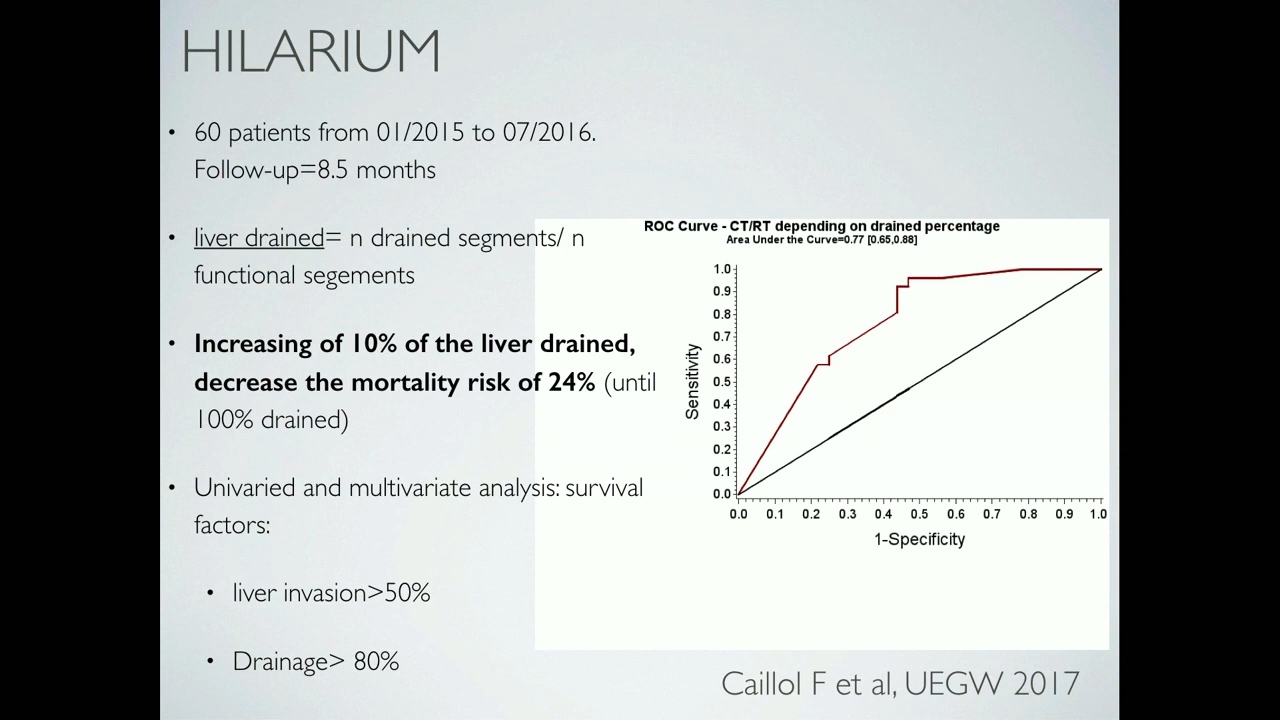 HILARIUM
• 60 patients from 01/2015 to 07/2016.
Follow-up=8.5 months
• liver drained= n drained segments/ n
functional segements
• Increasing of 10% of the liver drained,
decrease the mortality risk of 24% (until
100% drained)
• Univaried and multivariate analysis: survival
factors:
• liver invasion>50%
• Drainage> 80%
ROC Curve - CT/RT depending on drained percentage
Area Under the Curve=0.77 [0.65,0.88]
1.0
0.9
0.8
0.7
0.6
0.5
0.4
0.3
0.2
0.1
0.0
Sensitivity
0.0 0.1 0.2 0.3 0.4 0.5 0.6 0.7 0.8 0.9 1.0
1-Specificity
Caillol F et al, UEGW 2017